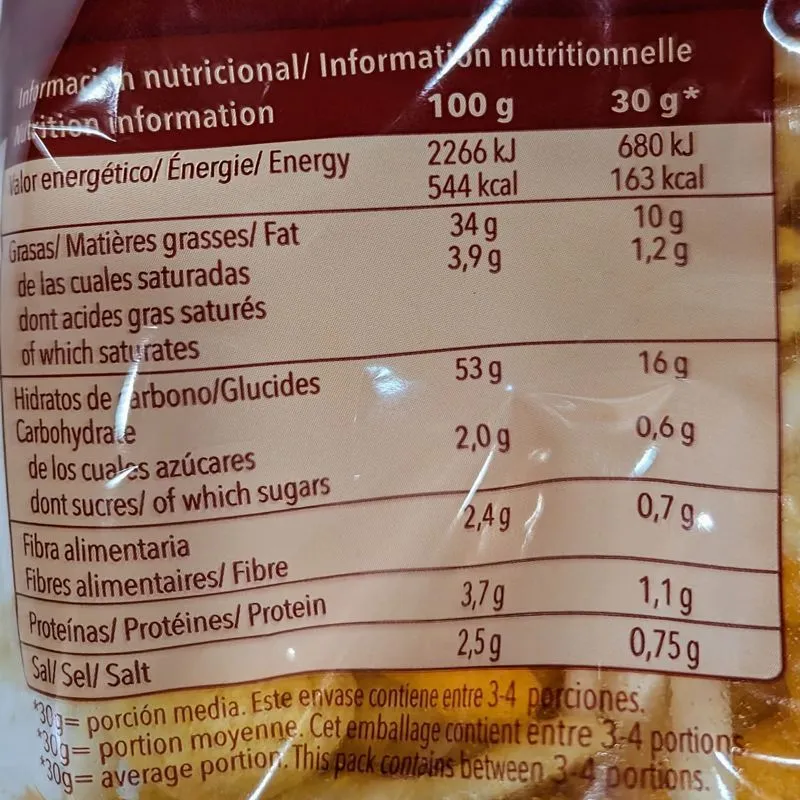 Información nutricional/ Information nutritionnelle
Nutrition information 100 g 30 g*
Valor energético/ Énergie/ Energy 2266 kJ 680 kJ
544 kcal 163 kcal
Grasas/ Matières grasses/ Fat 34 g 10 g
de las cuales saturadas 3,9 g 1,2 g
dont acides gras saturés
of which saturates
Hidratos de carbono/Glucides 53 g 16 g
Carbohydrate
de los cuales azúcares 2,0 g 0,6 g
dont sucres/ of which sugars
Fibra alimentaria 2,4 g 0,7 g
Fibres alimentaires/ Fibre
Proteínas/ Protéines/ Protein 3,7 g 1,1 g
Sal/ Sel/ Salt 2,5 g 0,75 g
*30g= porción media. Este envase contiene entre 3-4 porciones.
*30g= portion moyenne. Cet emballage contient entre 3-4 portions.
*30g= average portion. This pack contains between 3-4 portions.